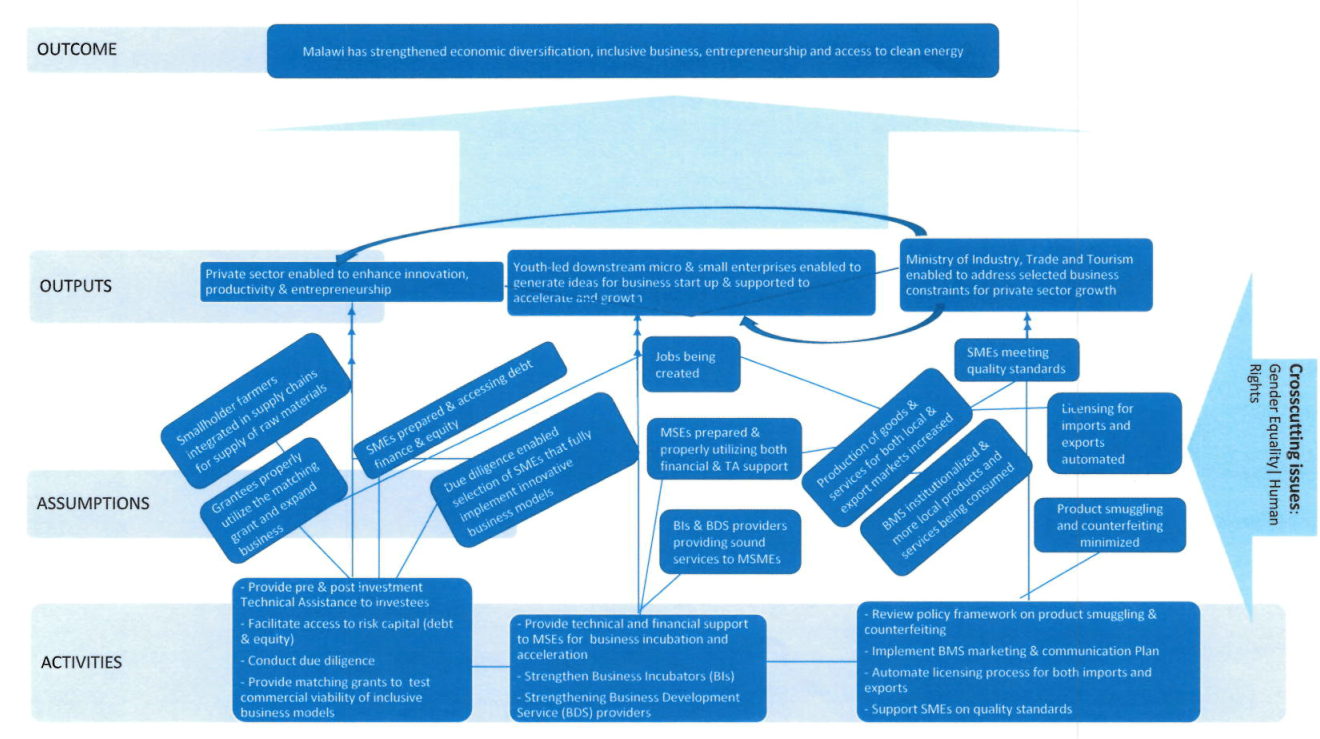 OUTCOME
Malawi has strengthened economic diversification, inclusive business, entrepreneurship and access to clean energy
OUTPUTS
Private sector enabled to enhance innovation,
productivity & entrepreneurship
Youth-led downstream micro & small enterprises enabled to
generate ideas for business start up & supported to
accelerate and growth
Ministry of Industry, Trade and Tourism
enabled to address selected business
constraints for private sector growth
ASSUMPTIONS
Smallholder farmers
integrated in supply chains
for supply of raw materials
Grantees properly
utilize the matching
grant and expand
business
SMEs prepared & accessing debt
finance & equity
Due diligence enabled
selection of SMEs that fully
implement innovative
business models
Jobs being
created
MSEs prepared &
properly utilizing both
financial & TA support
BIs & BDS providers
providing sound
services to MSMEs
Production of goods &
services for both local &
export markets increased
BMS institutionalized &
more local products and
services being consumed
SMEs meeting
quality standards
Licensing for
imports and
exports
automated
Product smuggling
and counterfeiting
minimized
ACTIVITIES
- Provide pre & post investment
Technical Assistance to investees
- Facilitate access to risk capital (debt
& equity)
- Conduct due diligence
- Provide matching grants to test
commercial viability of inclusive
business models
- Provide technical and financial support
to MSEs for business incubation and
acceleration
- Strengthen Business Incubators (BIs)
- Strengthening Business Development
Service (BDS) providers
- Review policy framework on product smuggling &
counterfeiting
- Implement BMS marketing & communication Plan
- Automate licensing process for both imports and
exports
- Support SMEs on quality standards
Crosscutting issues:
Gender Equality| Human
Rights